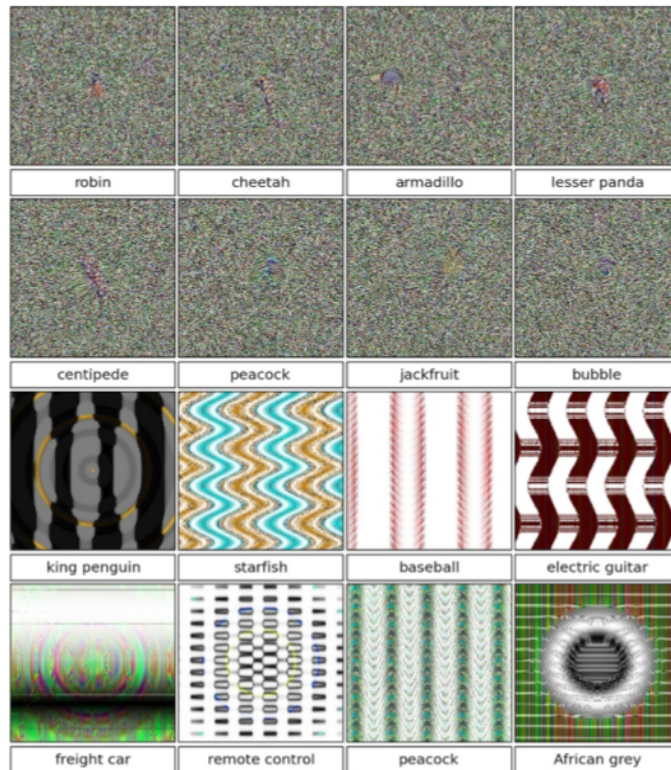 robin
cheetah
armadillo
lesser panda
centipede
peacock
jackfruit
bubble
king penguin
starfish
baseball
electric guitar
freight car
remote control
peacock
African grey